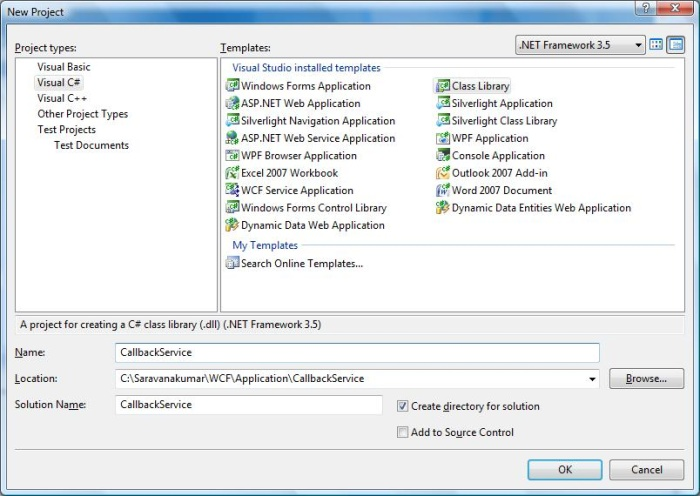 New Project
Project types:
Templates:
.NET Framework 3.5
Visual Basic
Visual C#
Visual C++
Other Project Types
Test Projects
Test Documents
Visual Studio installed templates
Windows Forms Application
Class Library
ASP.NET Web Application
Silverlight Application
Silverlight Navigation Application
Silverlight Class Library
ASP.NET Web Service Application
WPF Application
WPF Browser Application
Console Application
Excel 2007 Workbook
Outlook 2007 Add-in
WCF Service Application
Word 2007 Document
Windows Forms Control Library
Dynamic Data Entities Web Application
Dynamic Data Web Application
My Templates
Search Online Templates...
A project for creating a C# class library (.dll) (.NET Framework 3.5)
Name:
CallbackService
Location:
C:\Saravanakumar\WCF\Application\CallbackService
Browse...
Solution Name:
CallbackService
Create directory for solution
Add to Source Control
OK
Cancel